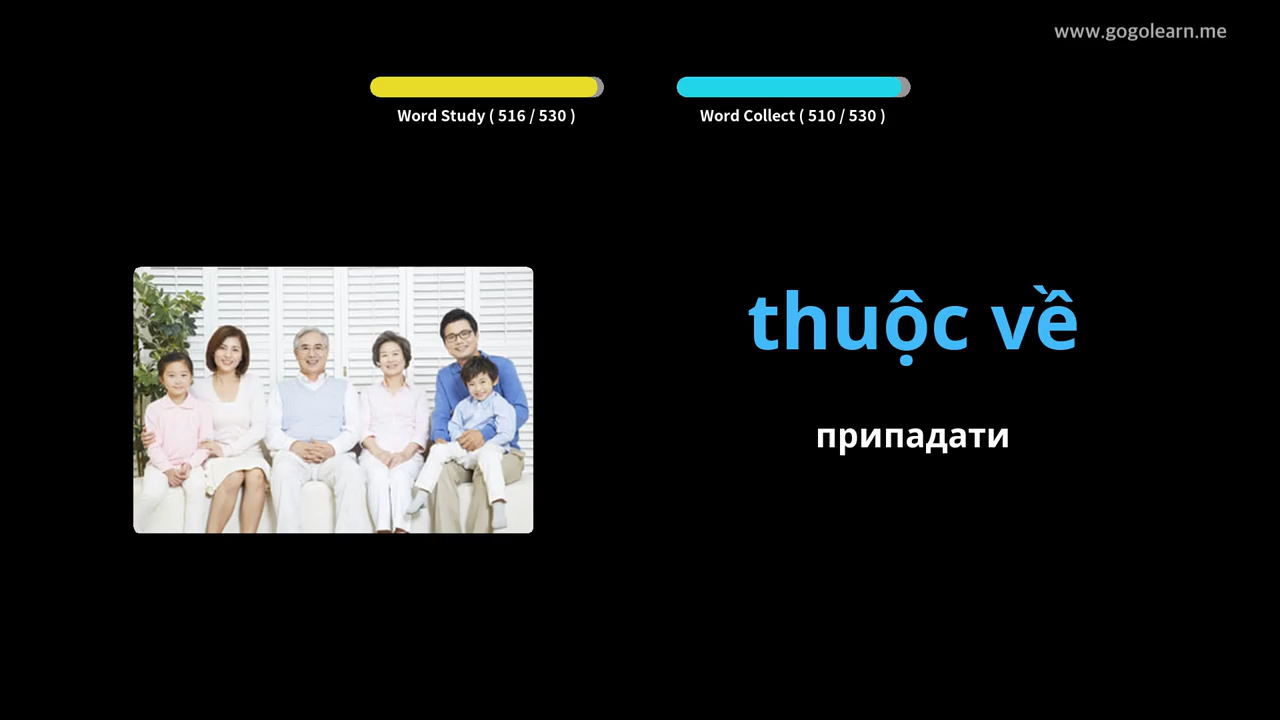 www.gogolearn.me
Word Study ( 516 / 530 )
Word Collect ( 510 / 530 )
thuộc về
припадати